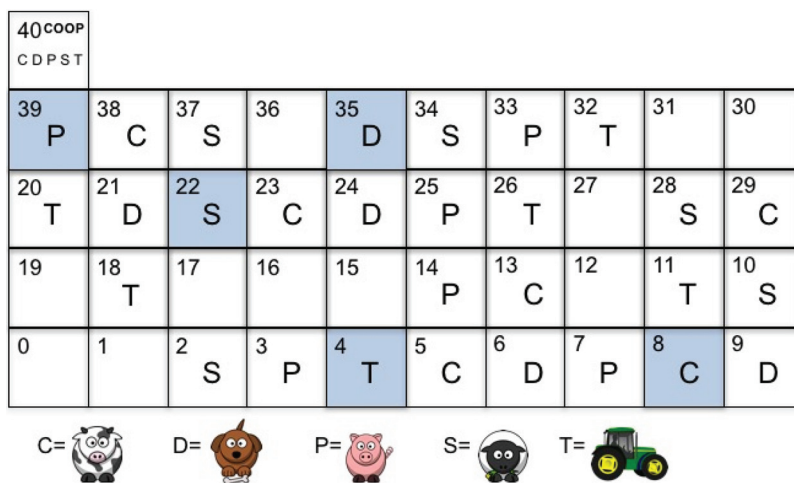 40 COOP
C D P S T
39 38 37 36 35 34 33 32 31 30
P C S D S P T
20 21 22 23 24 25 26 27 28 29
T D S C D P T S C
19 18 17 16 15 14 13 12 11 10
T P C T S
0 1 2 3 4 5 6 7 8 9
S P T C D P C D
C= D= P= S= T=